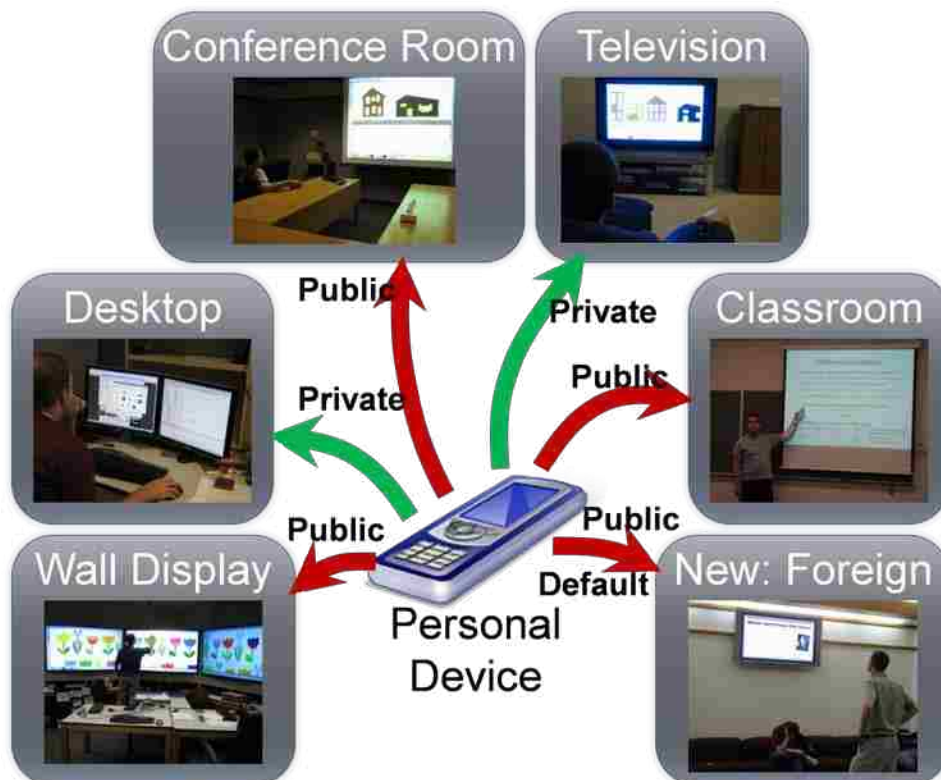 Conference Room
Television
Public
Private
Desktop
Classroom
Private
Public
Public
Public
Wall Display
Default
New: Foreign
Personal
Device